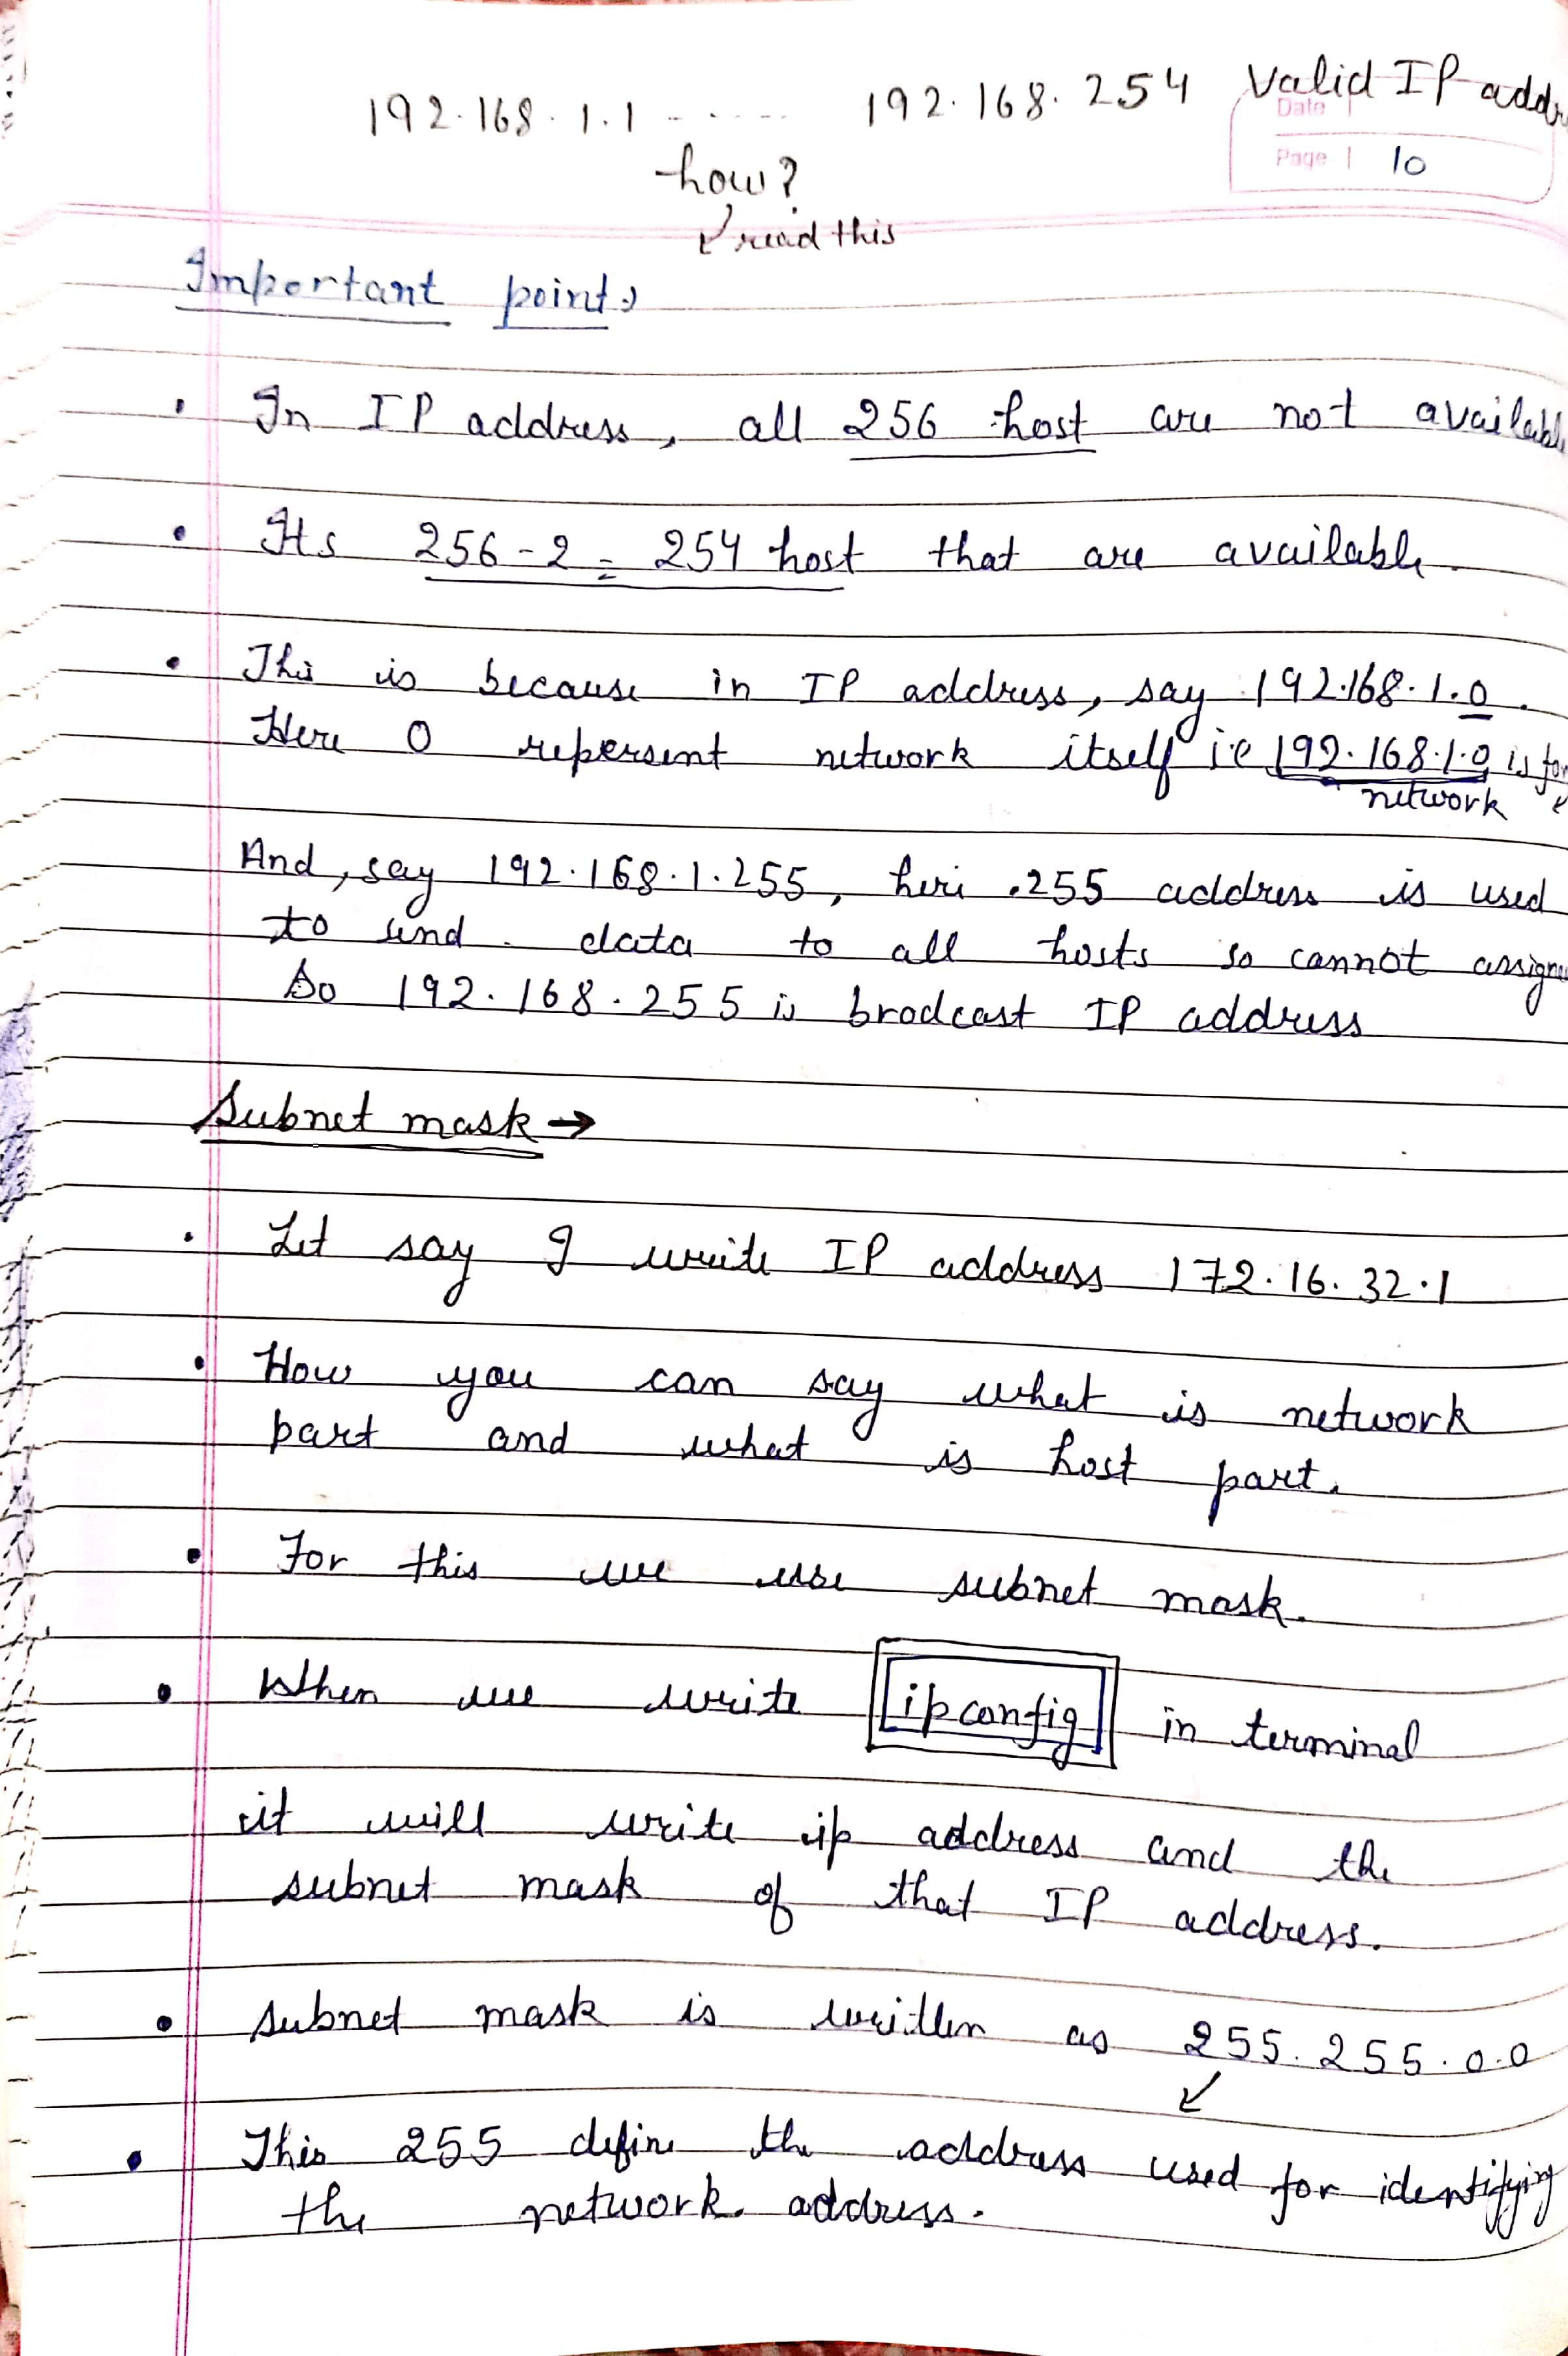 192.168.1.1 ------ 192.168.254 Valid IP addr
Date
Page 10
how?
read this
Important points
• In IP address, all 256 host are not available
• Its 256-2 = 254 host that are available.
• This is because in IP address, say 192.168.1.0.
Here 0 repersent network itself i.e 192.168.1.0 is for
network
And, say 192.168.1.255, here .255 address is used
to send data to all hosts so cannot assigne
So 192.168.255 is brodcast IP address
Subnet mask →
• Let say I write IP address 172.16.32.1
• How you can say what is network
part and what is host part.
• For this we use subnet mask.
• When we write ipconfig in terminal
it will write ip address and the
subnet mask of that IP address.
• Subnet mask is written as 255.255.0.0
• This 255 define the address used for identifying
the network address.